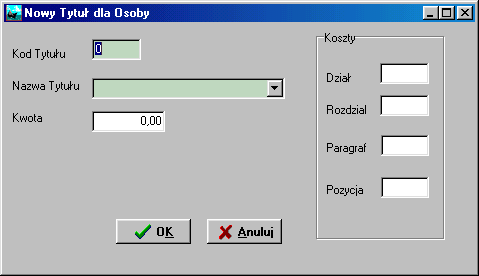 Nowy Tytuł dla Osoby
Kod Tytułu 0
Nazwa Tytułu
Kwota 0,00
Koszty
Dział
Rozdzial
Paragraf
Pozycja
OK Anuluj